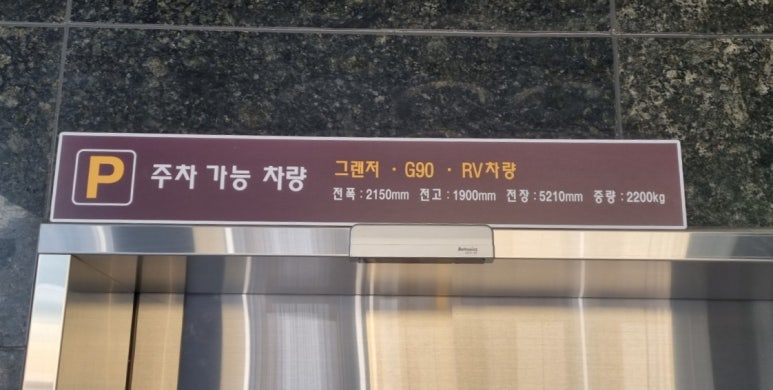 P 주차 가능 차량
그랜저 · G90 · RV차량
전폭 : 2150mm 전고 : 1900mm 전장 : 5210mm 중량 : 2200kg
Autonics